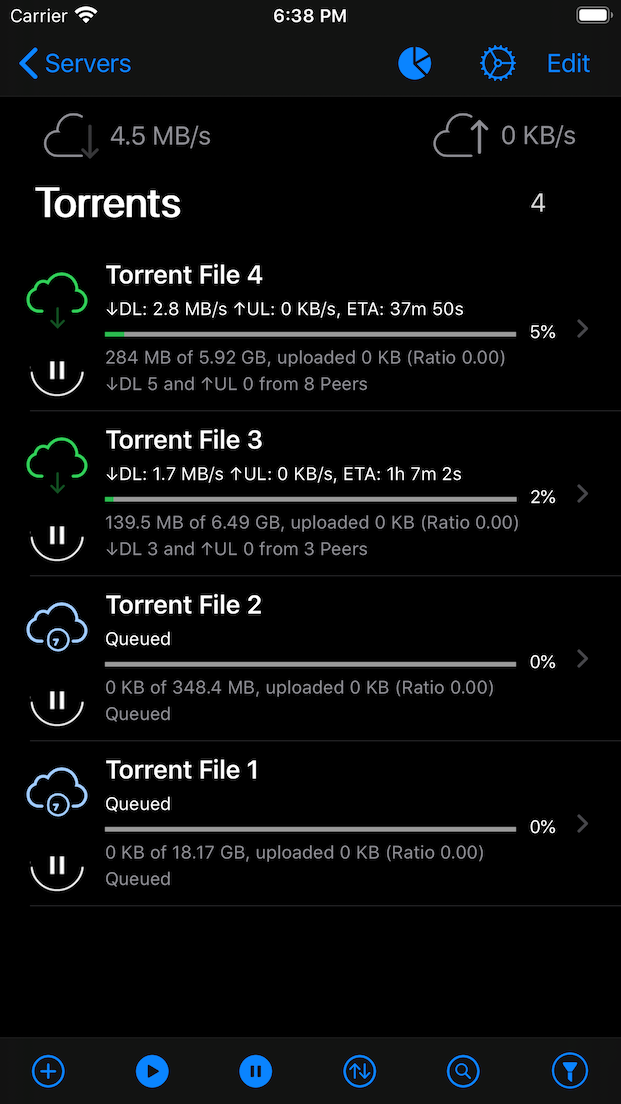 Carrier 6:38 PM
Servers Edit
4.5 MB/s 0 KB/s
Torrents 4
Torrent File 4
↓DL: 2.8 MB/s ↑UL: 0 KB/s, ETA: 37m 50s
5%
284 MB of 5.92 GB, uploaded 0 KB (Ratio 0.00)
↓DL 5 and ↑UL 0 from 8 Peers
Torrent File 3
↓DL: 1.7 MB/s ↑UL: 0 KB/s, ETA: 1h 7m 2s
2%
139.5 MB of 6.49 GB, uploaded 0 KB (Ratio 0.00)
↓DL 3 and ↑UL 0 from 3 Peers
Torrent File 2
Queued
0%
0 KB of 348.4 MB, uploaded 0 KB (Ratio 0.00)
Queued
Torrent File 1
Queued
0%
0 KB of 18.17 GB, uploaded 0 KB (Ratio 0.00)
Queued